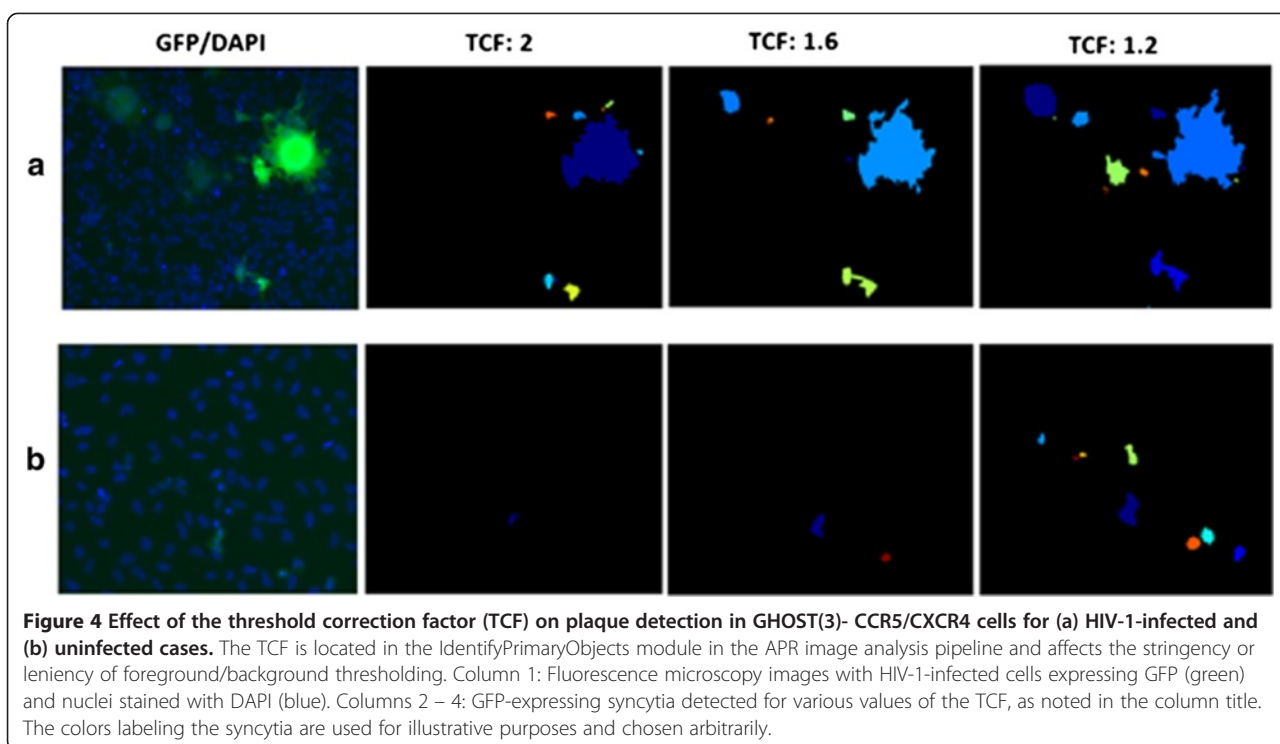 GFP/DAPI TCF: 2 TCF: 1.6 TCF: 1.2
a
b
Figure 4 Effect of the threshold correction factor (TCF) on plaque detection in GHOST(3)- CCR5/CXCR4 cells for (a) HIV-1-infected and
(b) uninfected cases. The TCF is located in the IdentifyPrimaryObjects module in the APR image analysis pipeline and affects the stringency or
leniency of foreground/background thresholding. Column 1: Fluorescence microscopy images with HIV-1-infected cells expressing GFP (green)
and nuclei stained with DAPI (blue). Columns 2 – 4: GFP-expressing syncytia detected for various values of the TCF, as noted in the column title.
The colors labeling the syncytia are used for illustrative purposes and chosen arbitrarily.